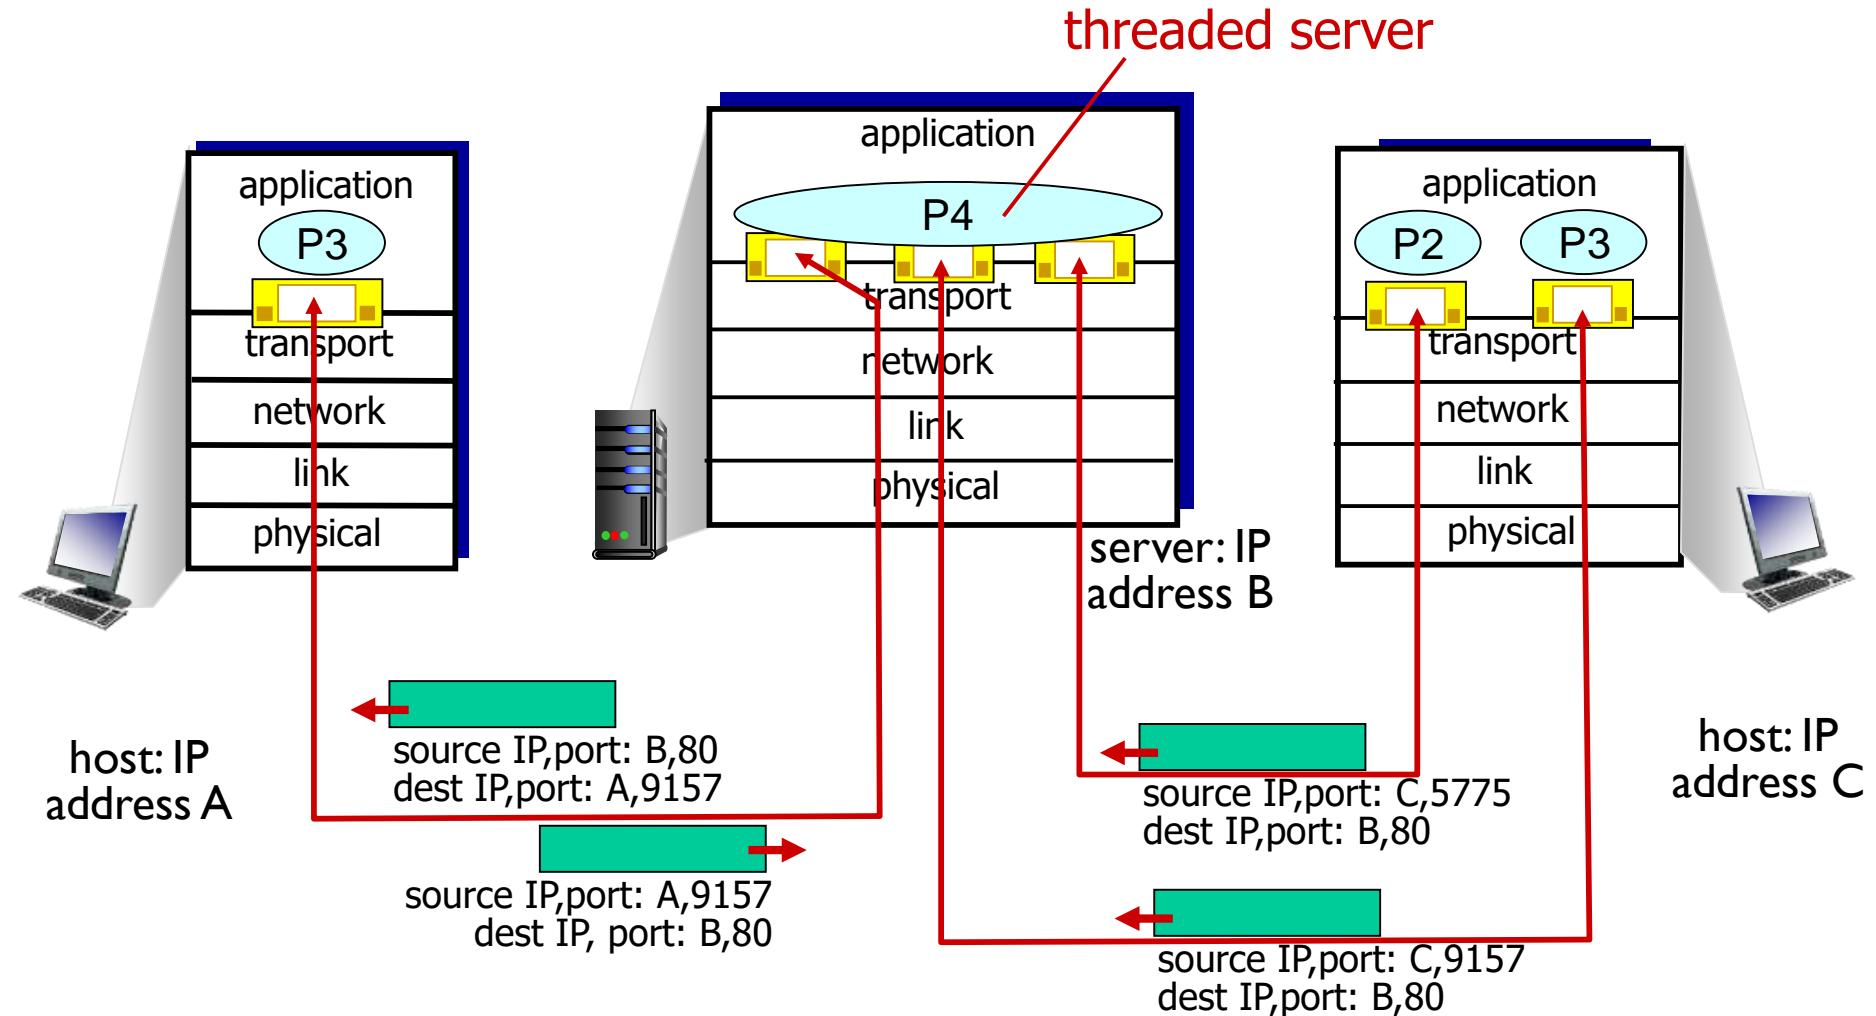 threaded server
application
P3
transport
network
link
physical
application
P4
transport
network
link
physical
application
P2
P3
transport
network
link
physical
server: IP
address B
host: IP
address A
source IP,port: B,80
dest IP,port: A,9157
source IP,port: A,9157
dest IP, port: B,80
source IP,port: C,5775
dest IP,port: B,80
source IP,port: C,9157
dest IP,port: B,80
host: IP
address C